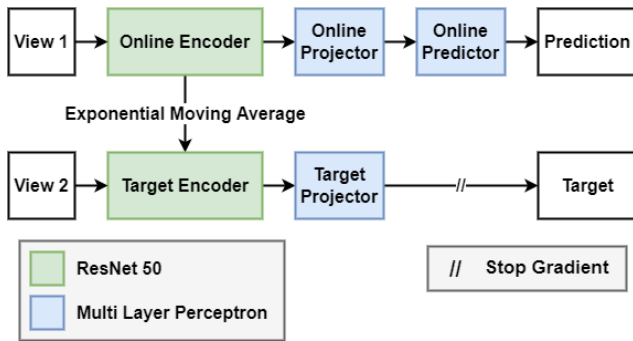 View 1
Online Encoder
Online
Projector
Online
Predictor
Prediction
Exponential Moving Average
View 2
Target Encoder
Target
Projector
//
Target
ResNet 50
Multi Layer Perceptron
// Stop Gradient